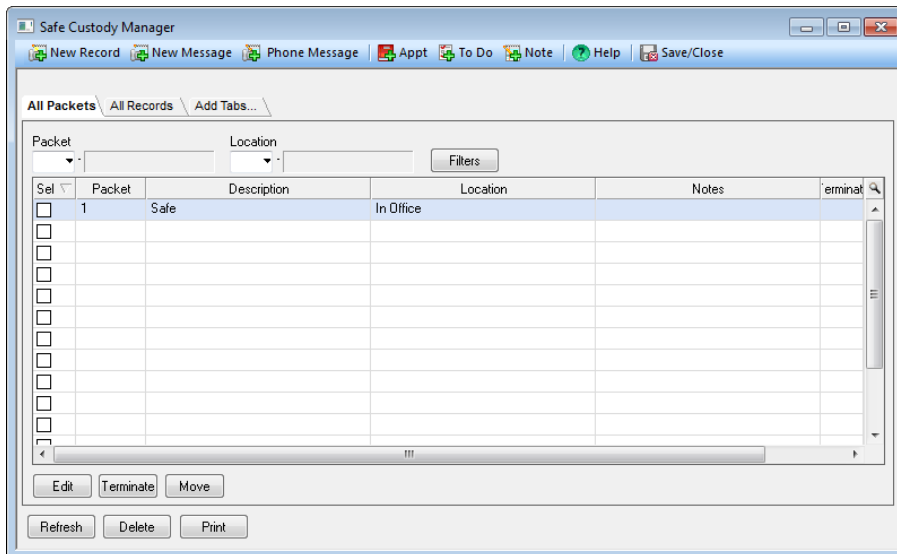 Safe Custody Manager
New Record New Message Phone Message Appt To Do Note Help Save/Close
All Packets All Records Add Tabs...
Packet Location
- - Filters
Sel Packet Description Location Notes erminat
1 Safe In Office
Edit Terminate Move
Refresh Delete Print